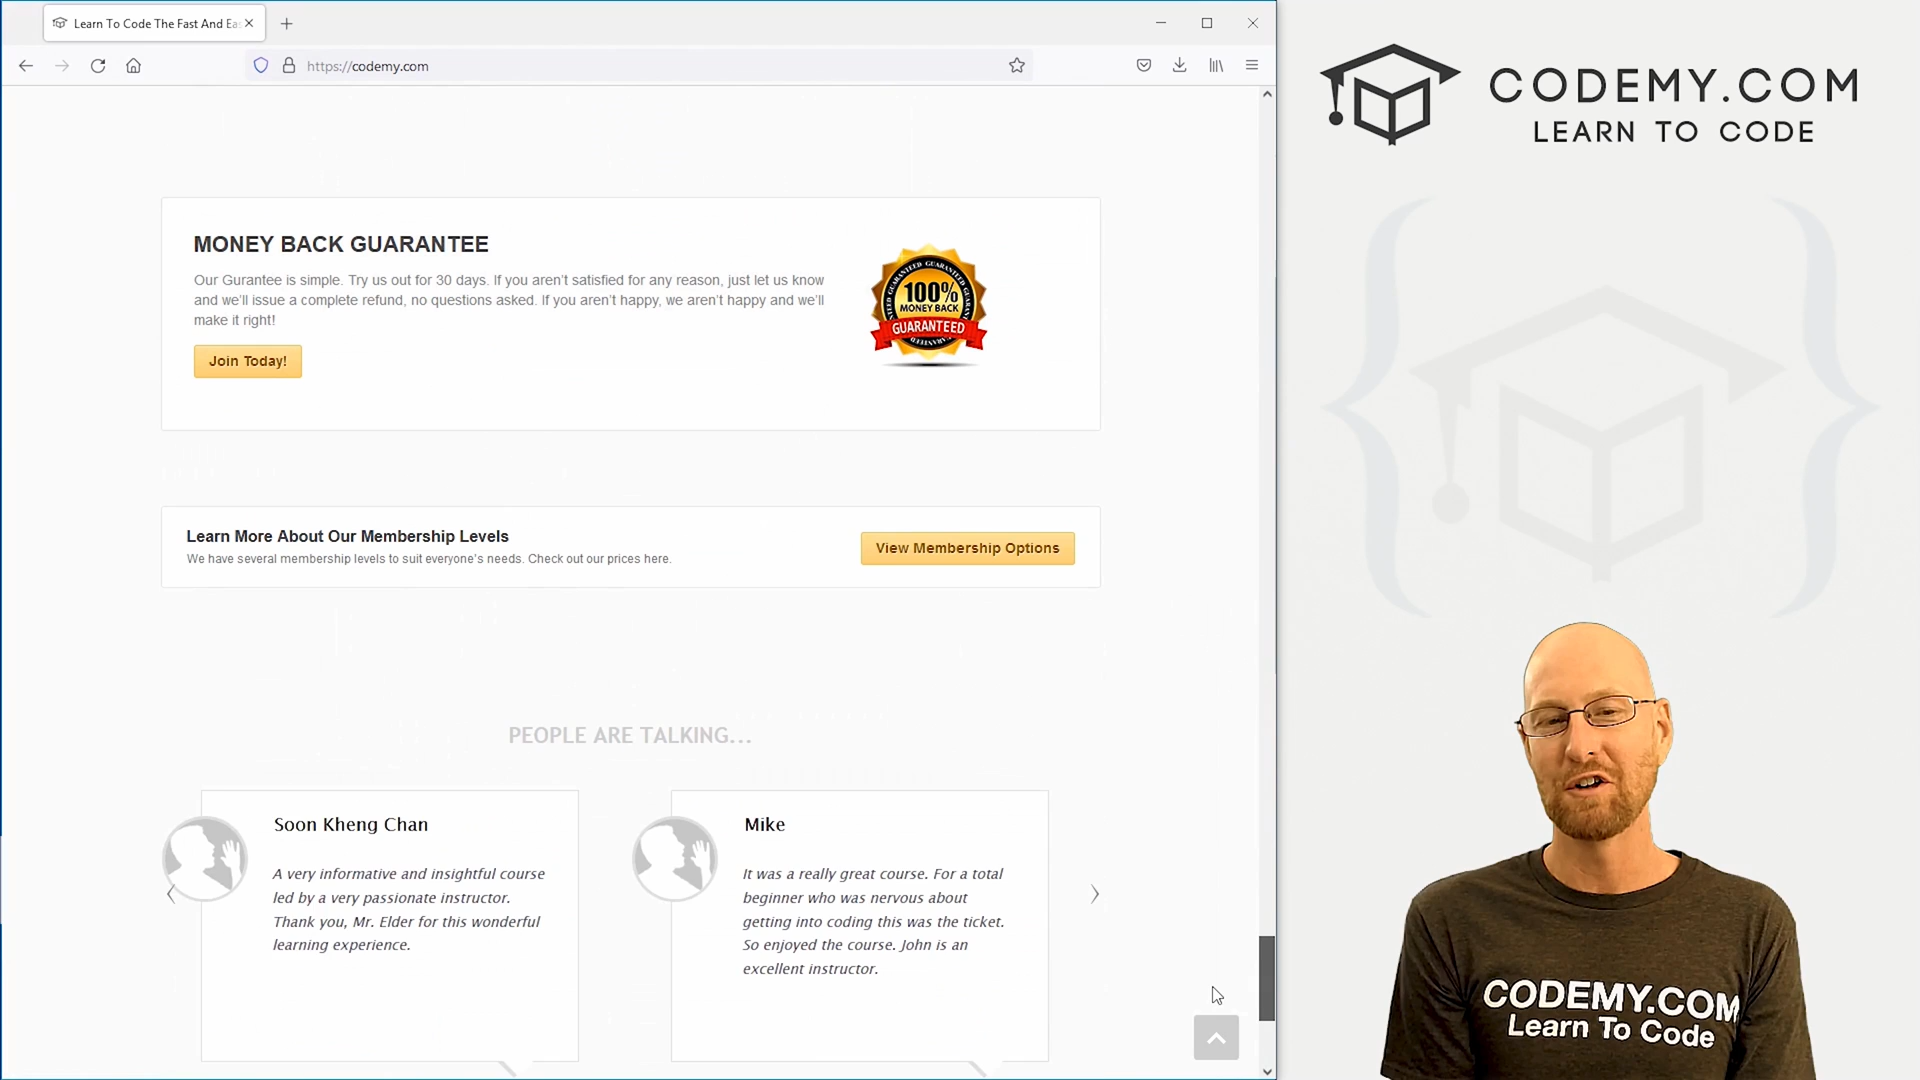 Learn To Code The Fast And Ea
https://codemy.com
CODEMY.COM
LEARN TO CODE
MONEY BACK GUARANTEE
Our Gurantee is simple. Try us out for 30 days. If you aren't satisfied for any reason, just let us know
and we'll issue a complete refund, no questions asked. If you aren't happy, we aren't happy and we'll
make it right!
Join Today!
GUARANTEED GUARANTEED
100%
MONEY BACK
GUARANTEED
Learn More About Our Membership Levels
We have several membership levels to suit everyone's needs. Check out our prices here.
View Membership Options
PEOPLE ARE TALKING...
Soon Kheng Chan
A very informative and insightful course
led by a very passionate instructor.
Thank you, Mr. Elder for this wonderful
learning experience.
Mike
It was a really great course. For a total
beginner who was nervous about
getting into coding this was the ticket.
So enjoyed the course. John is an
excellent instructor.
CODEMY.COM
Learn To Code